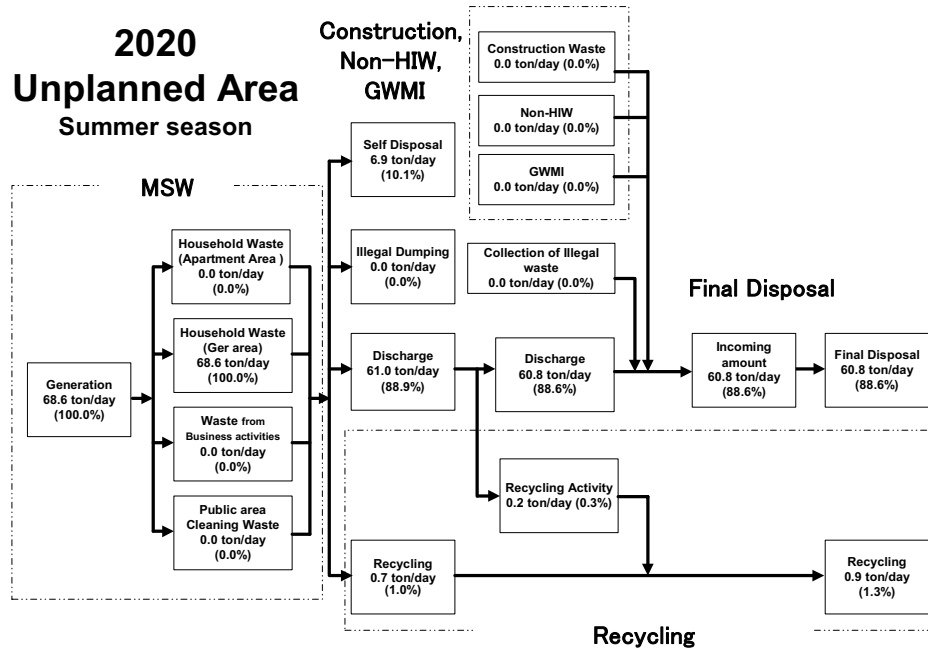 2020
Unplanned Area
Summer season
Construction,
Non-HIW,
GWMI
Construction Waste
0.0 ton/day (0.0%)
Non-HIW
0.0 ton/day (0.0%)
GWMI
0.0 ton/day (0.0%)
Self Disposal
6.9 ton/day
(10.1%)
MSW
Household Waste
(Apartment Area )
0.0 ton/day
(0.0%)
Illegal Dumping
0.0 ton/day
(0.0%)
Collection of Illegal
waste
0.0 ton/day (0.0%)
Final Disposal
Generation
68.6 ton/day
(100.0%)
Household Waste
(Ger area)
68.6 ton/day
(100.0%)
Discharge
61.0 ton/day
(88.9%)
Discharge
60.8 ton/day
(88.6%)
Incoming
amount
60.8 ton/day
(88.6%)
Final Disposal
60.8 ton/day
(88.6%)
Waste from
Business activities
0.0 ton/day
(0.0%)
Recycling Activity
0.2 ton/day (0.3%)
Public area
Cleaning Waste
0.0 ton/day
(0.0%)
Recycling
0.7 ton/day
(1.0%)
Recycling
0.9 ton/day
(1.3%)
Recycling